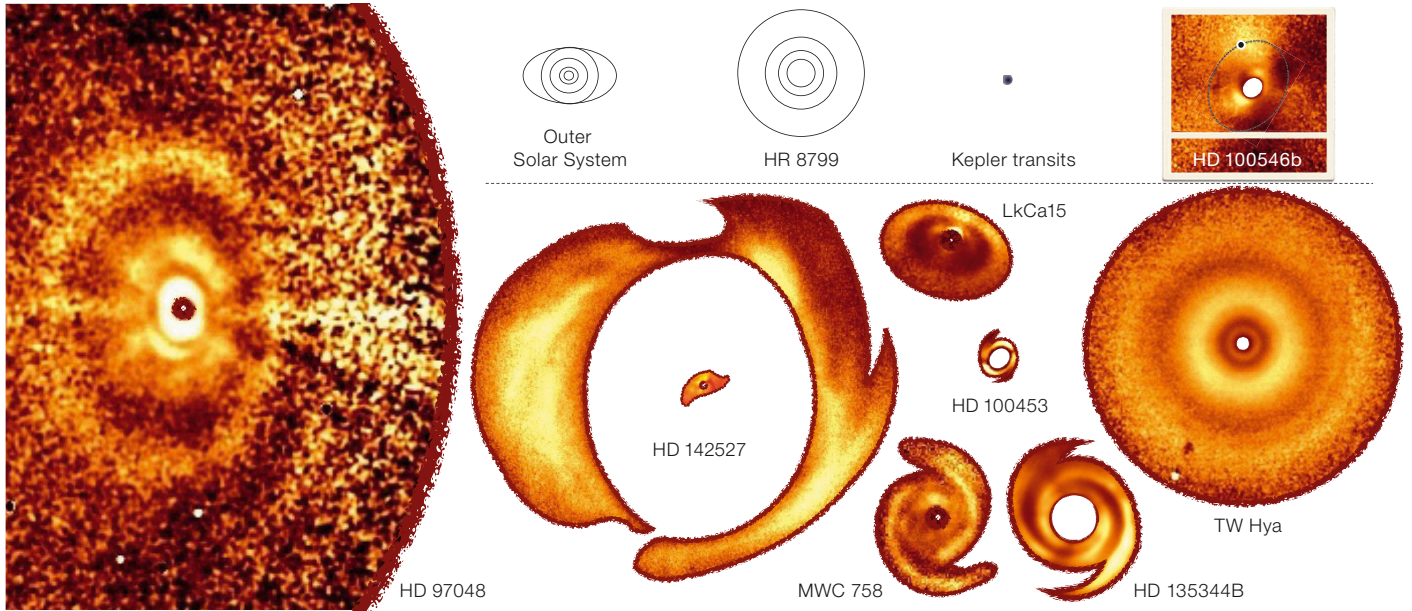 Outer
Solar System
HR 8799
Kepler transits
HD 100546b
LkCa15
HD 100453
HD 142527
TW Hya
HD 97048
MWC 758
HD 135344B